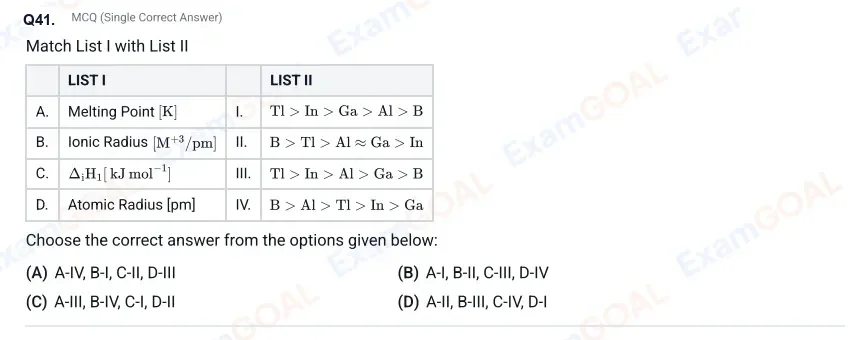 Q41. MCQ (Single Correct Answer)
Match List I with List II
LIST I LIST II
A. Melting Point [K] I. Tl > In > Ga > Al > B
B. Ionic Radius [M⁺³/pm] II. B > Tl > Al ≈ Ga > In
C. ΔᵢH₁[kJ mol⁻¹] III. Tl > In > Al > Ga > B
D. Atomic Radius [pm] IV. B > Al > Tl > In > Ga
Choose the correct answer from the options given below:
(A) A-IV, B-I, C-II, D-III (B) A-I, B-II, C-III, D-IV
(C) A-III, B-IV, C-I, D-II (D) A-II, B-III, C-IV, D-I